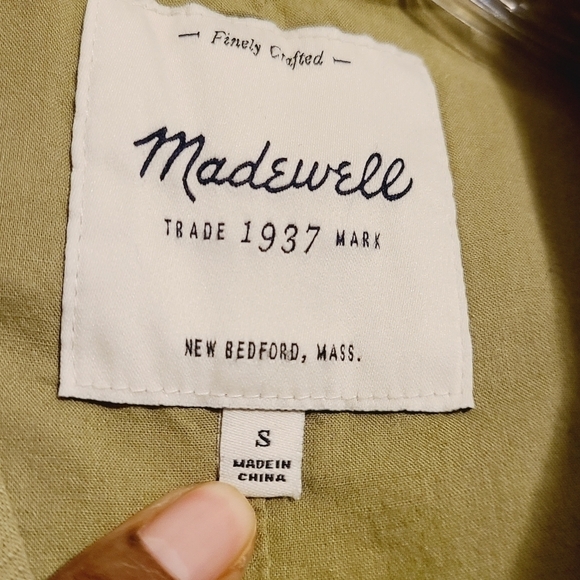 — Finely Crafted —
Madewell
TRADE 1937 MARK
NEW BEDFORD, MASS.
S
MADE IN
CHINA